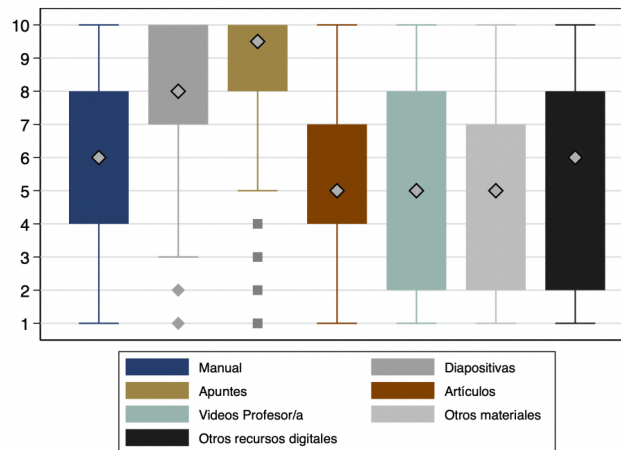 10
9
8
7
6
5
4
3
2
1
Manual
Diapositivas
Apuntes
Artículos
Videos Profesor/a
Otros materiales
Otros recursos digitales